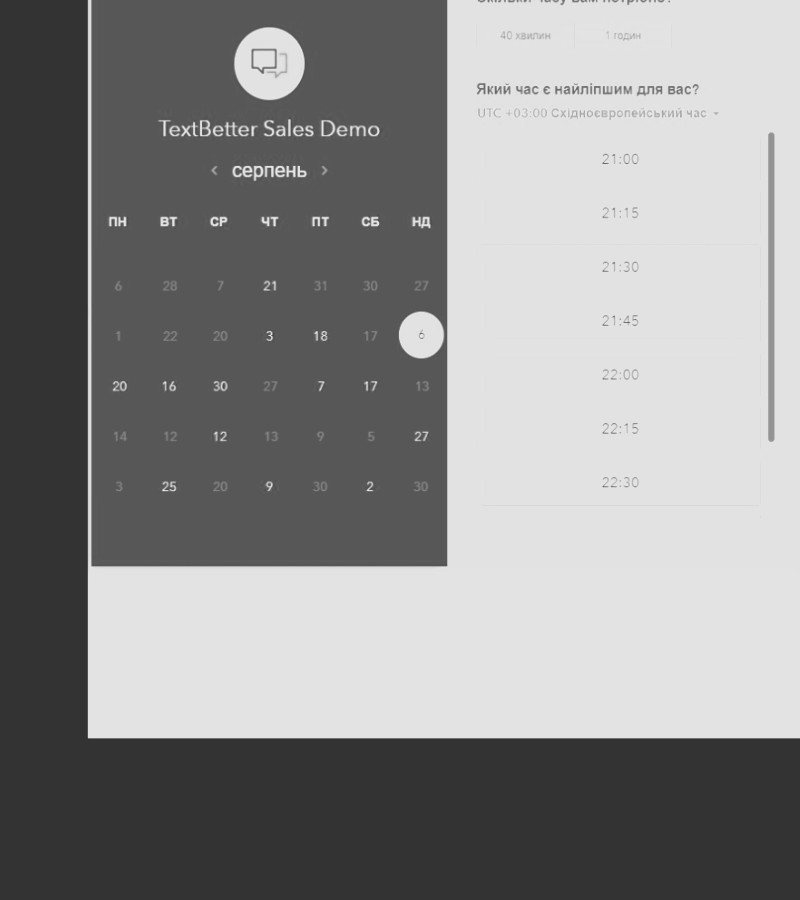 TextBetter Sales Demo
< серпень >
ПН ВТ СР ЧТ ПТ СБ НД
6 28 7 21 31 30 27
1 22 20 3 18 17 6
20 16 30 27 7 17 13
14 12 12 13 9 5 27
3 25 20 9 30 2 30
40 хвилин 1 годин
Який час є найліпшим для вас?
UTC +03:00 Східноєвропейський час
21:00
21:15
21:30
21:45
22:00
22:15
22:30